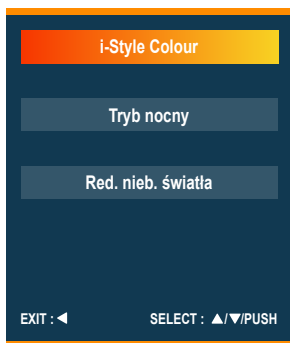 i-Style Colour
Tryb nocny
Red. nieb. światła
EXIT : ◀ SELECT : ▲/▼/PUSH